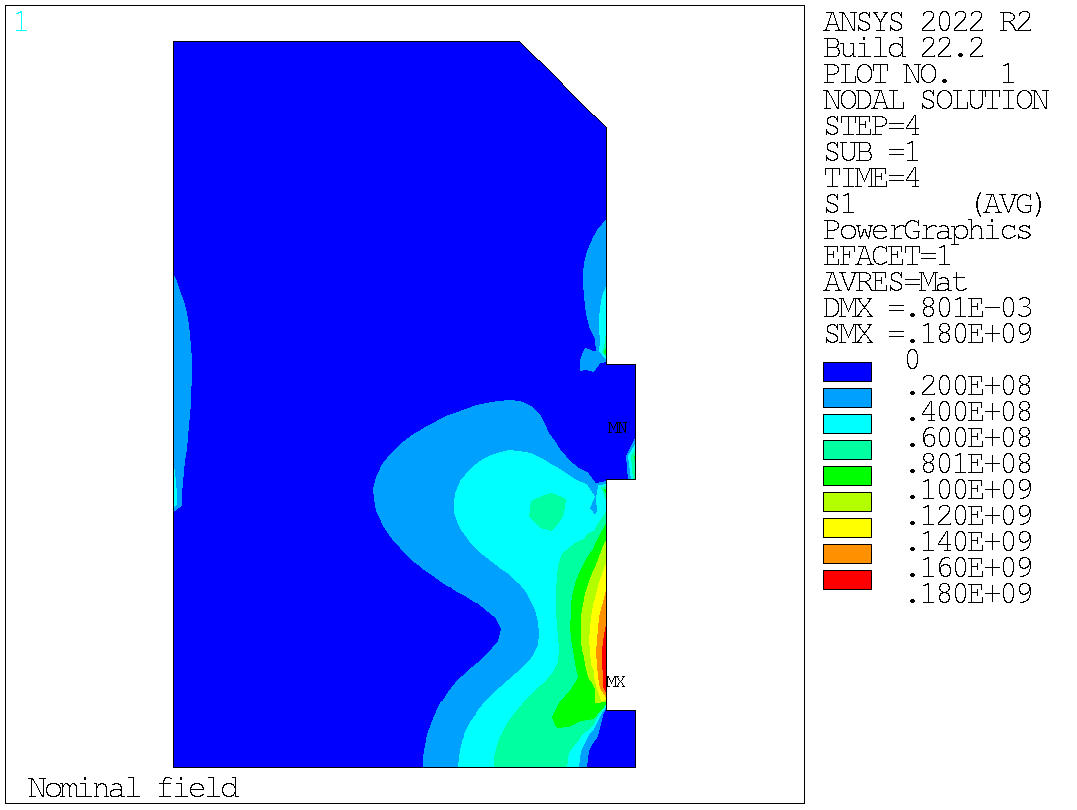 1
ANSYS 2022 R2
Build 22.2
PLOT NO. 1
NODAL SOLUTION
STEP=4
SUB =1
TIME=4
S1 (AVG)
PowerGraphics
EFACET=1
AVRES=Mat
DMX =.801E-03
SMX =.180E+09
0
.200E+08
.400E+08
.600E+08
.801E+08
.100E+09
.120E+09
.140E+09
.160E+09
.180E+09
MN
MX
Nominal field